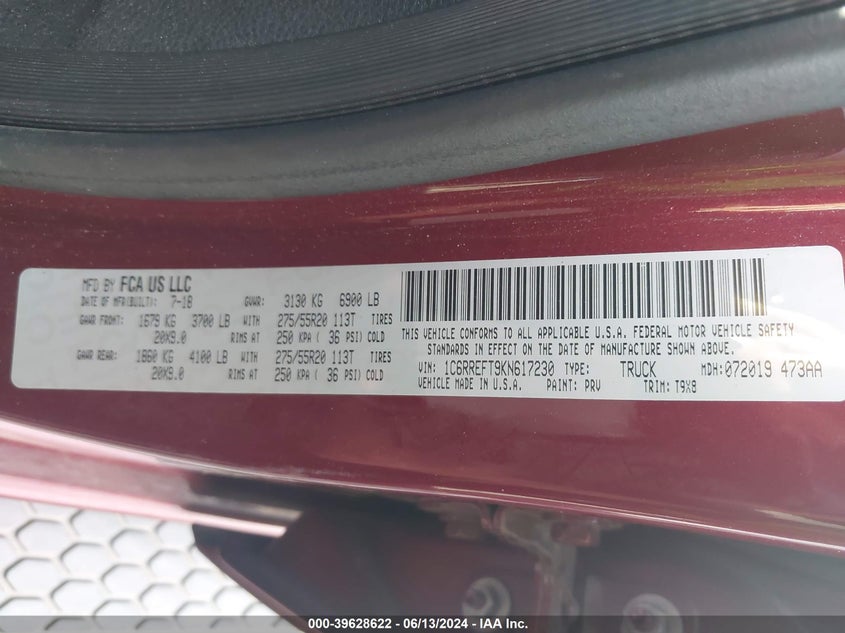 MFD BY FCA US LLC
DATE OF MFR(BUILT): 7-18 GVWR: 3130 KG 6900 LB
GAWR FRONT: 1679 KG 3700 LB WITH 275/55R20 113T TIRES
20X9.0 RIMS AT 250 KPA ( 36 PSI) COLD
GAWR REAR: 1860 KG 4100 LB WITH 275/55R20 113T TIRES
20X9.0 RIMS AT 250 KPA ( 36 PSI) COLD
THIS VEHICLE CONFORMS TO ALL APPLICABLE U.S.A. FEDERAL MOTOR VEHICLE SAFETY
STANDARDS IN EFFECT ON THE DATE OF MANUFACTURE SHOWN ABOVE.
VIN: 1C6RREFT9KN617230 TYPE: TRUCK MDH: 072019 473AA
VEHICLE MADE IN U.S.A. PAINT: PRV TRIM: T9X8
000-39628622 - 06/13/2024 - IAA Inc.